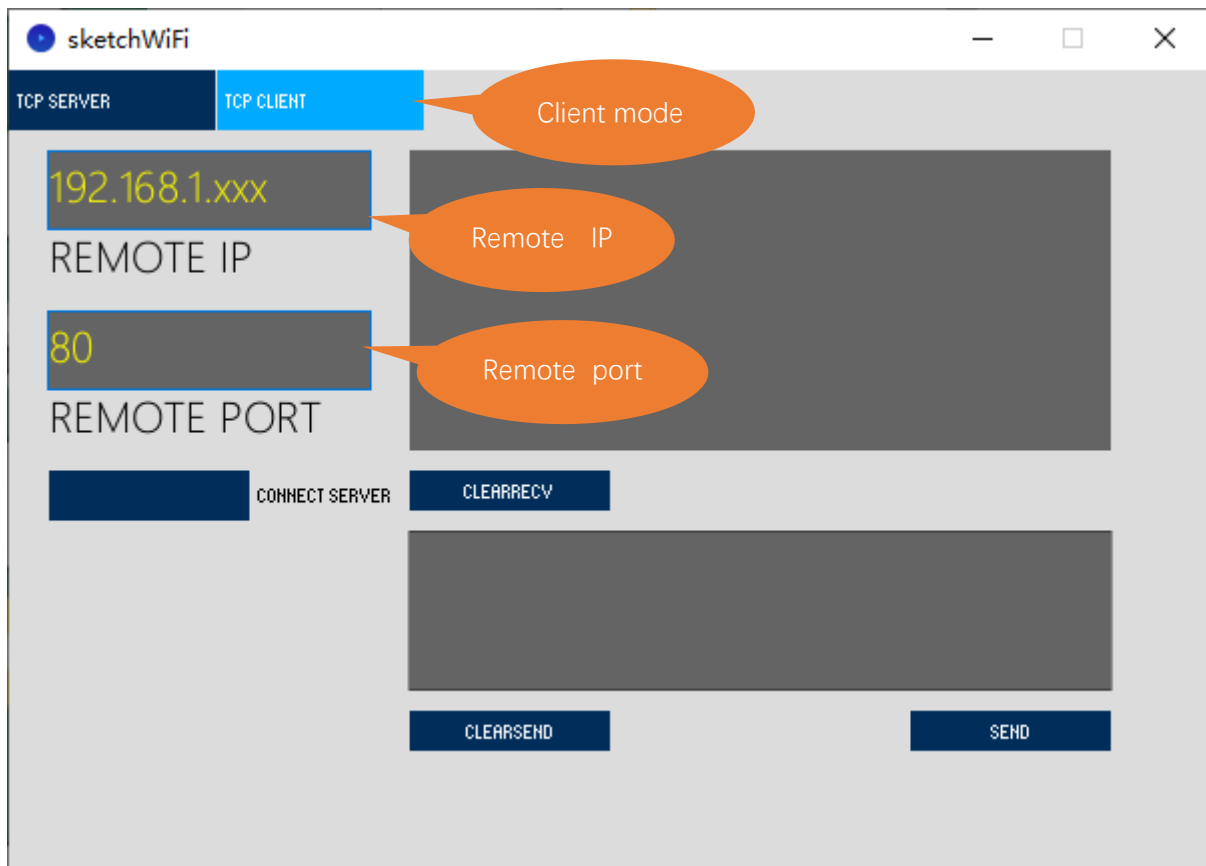 sketchWiFi
TCP SERVER
TCP CLIENT
Client mode
192.168.1.xxx
REMOTE IP
Remote IP
80
REMOTE PORT
Remote port
CONNECT SERVER
CLEARRECV
CLEARSEND
SEND